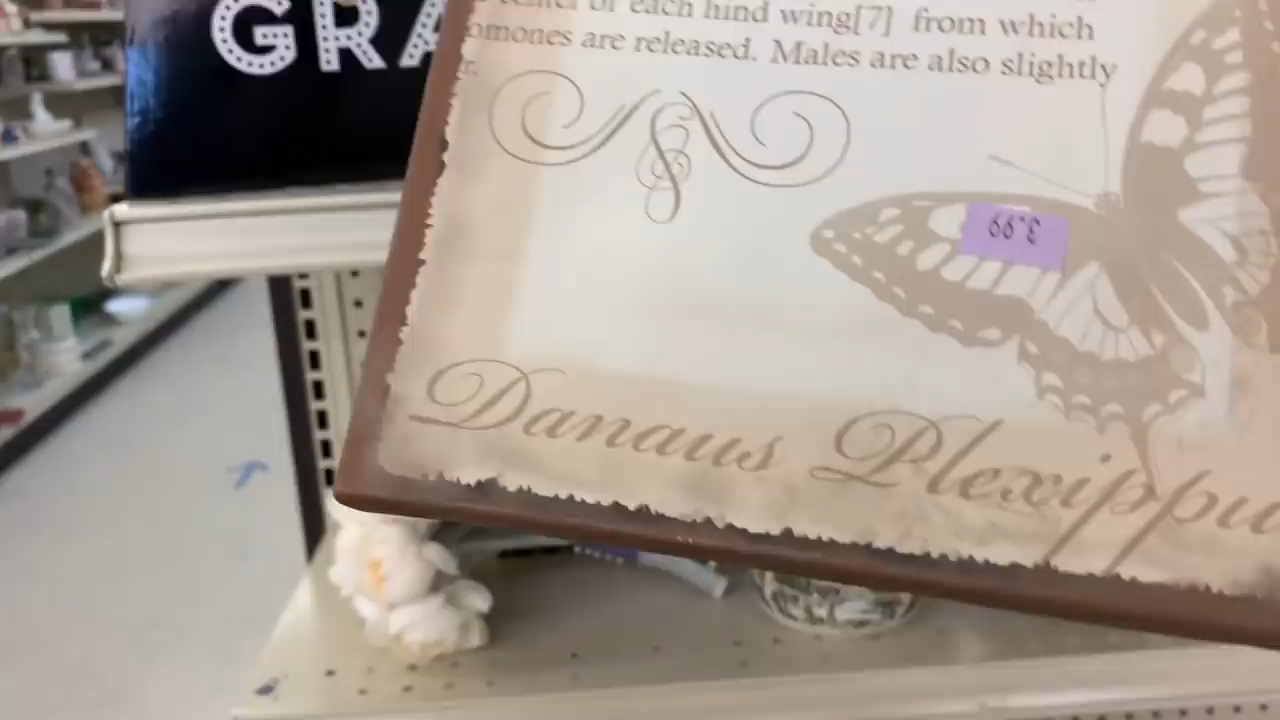 GRA
of each hind wing[7] from which
omones are released. Males are also slightly
r.
3.99
Danaus Plexippu